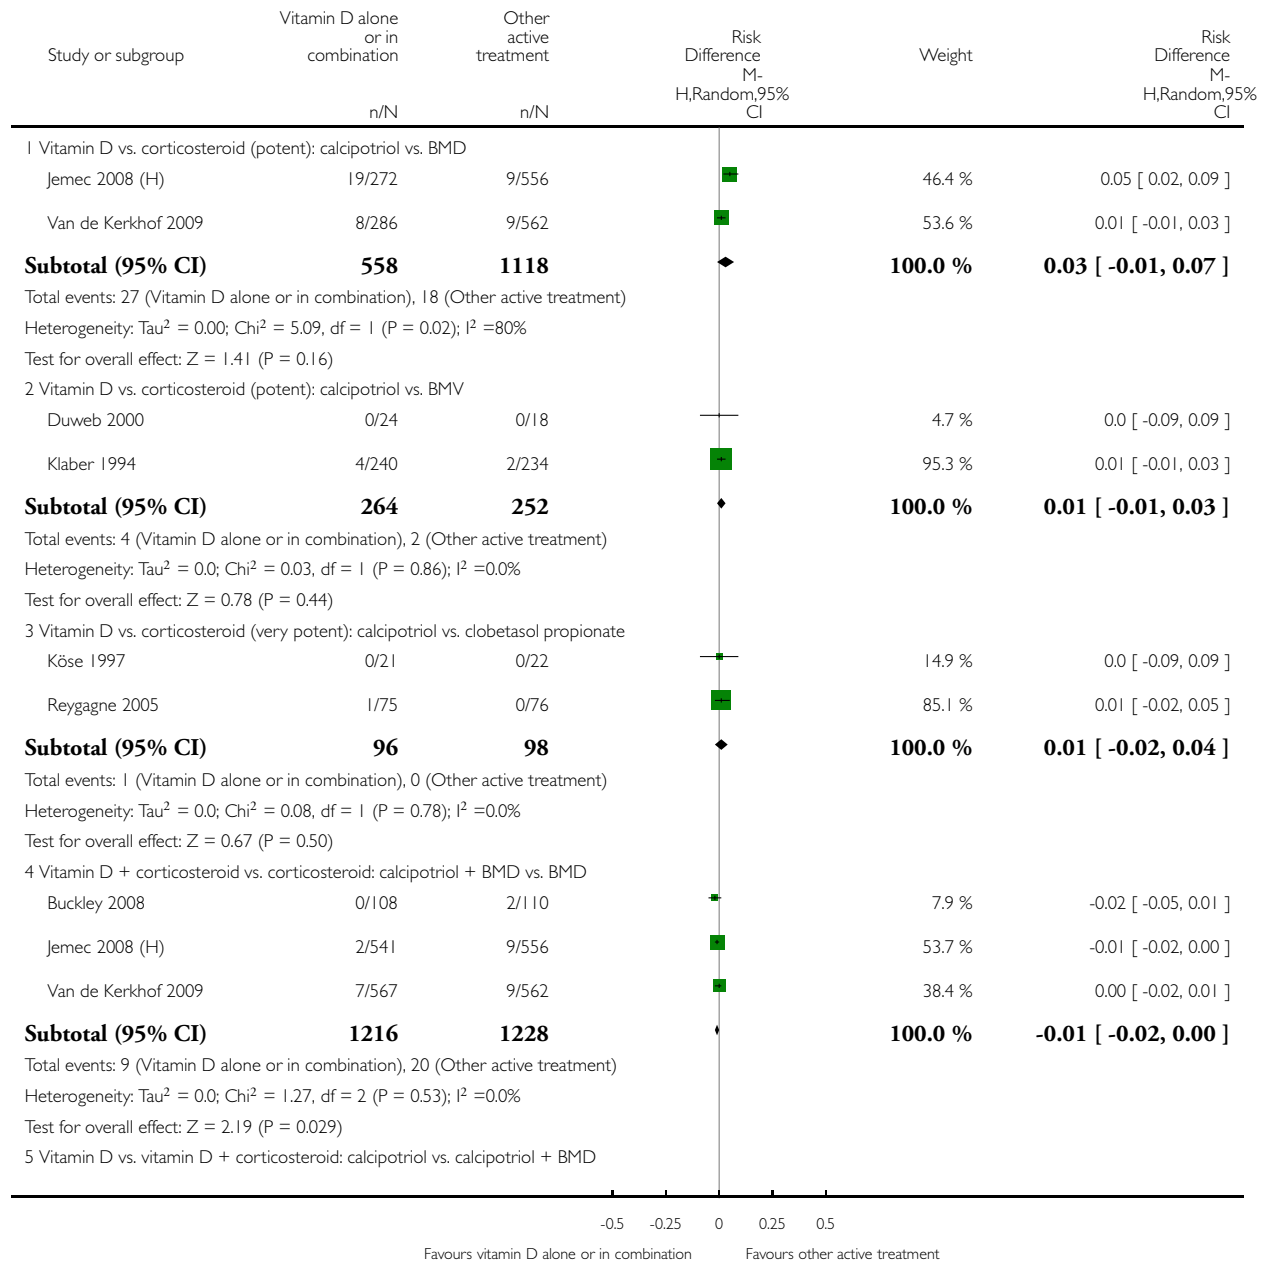 Study or subgroup
Vitamin D alone
or in
combination
Other
active
treatment
Risk
Difference
Weight
Risk
Difference
n/N
n/N
M-
H,Random,95%
CI
M-
H,Random,95%
CI
1 Vitamin D vs. corticosteroid (potent): calcipotriol vs. BMD
Jemec 2008 (H) 19/272 9/556 46.4 % 0.05 [ 0.02, 0.09 ]
Van de Kerkhof 2009 8/286 9/562 53.6 % 0.01 [ -0.01, 0.03 ]
Subtotal (95% CI) 558 1118 100.0 % 0.03 [ -0.01, 0.07 ]
Total events: 27 (Vitamin D alone or in combination), 18 (Other active treatment)
Heterogeneity: Tau² = 0.00; Chi² = 5.09, df = 1 (P = 0.02); I² =80%
Test for overall effect: Z = 1.41 (P = 0.16)
2 Vitamin D vs. corticosteroid (potent): calcipotriol vs. BMV
Duweb 2000 0/24 0/18 4.7 % 0.0 [ -0.09, 0.09 ]
Klaber 1994 4/240 2/234 95.3 % 0.01 [ -0.01, 0.03 ]
Subtotal (95% CI) 264 252 100.0 % 0.01 [ -0.01, 0.03 ]
Total events: 4 (Vitamin D alone or in combination), 2 (Other active treatment)
Heterogeneity: Tau² = 0.0; Chi² = 0.03, df = 1 (P = 0.86); I² =0.0%
Test for overall effect: Z = 0.78 (P = 0.44)
3 Vitamin D vs. corticosteroid (very potent): calcipotriol vs. clobetasol propionate
Köse 1997 0/21 0/22 14.9 % 0.0 [ -0.09, 0.09 ]
Reygagne 2005 1/75 0/76 85.1 % 0.01 [ -0.02, 0.05 ]
Subtotal (95% CI) 96 98 100.0 % 0.01 [ -0.02, 0.04 ]
Total events: 1 (Vitamin D alone or in combination), 0 (Other active treatment)
Heterogeneity: Tau² = 0.0; Chi² = 0.08, df = 1 (P = 0.78); I² =0.0%
Test for overall effect: Z = 0.67 (P = 0.50)
4 Vitamin D + corticosteroid vs. corticosteroid: calcipotriol + BMD vs. BMD
Buckley 2008 0/108 2/110 7.9 % -0.02 [ -0.05, 0.01 ]
Jemec 2008 (H) 2/541 9/556 53.7 % -0.01 [ -0.02, 0.00 ]
Van de Kerkhof 2009 7/567 9/562 38.4 % 0.00 [ -0.02, 0.01 ]
Subtotal (95% CI) 1216 1228 100.0 % -0.01 [ -0.02, 0.00 ]
Total events: 9 (Vitamin D alone or in combination), 20 (Other active treatment)
Heterogeneity: Tau² = 0.0; Chi² = 1.27, df = 2 (P = 0.53); I² =0.0%
Test for overall effect: Z = 2.19 (P = 0.029)
5 Vitamin D vs. vitamin D + corticosteroid: calcipotriol vs. calcipotriol + BMD
-0.5 -0.25 0 0.25 0.5
Favours vitamin D alone or in combination Favours other active treatment